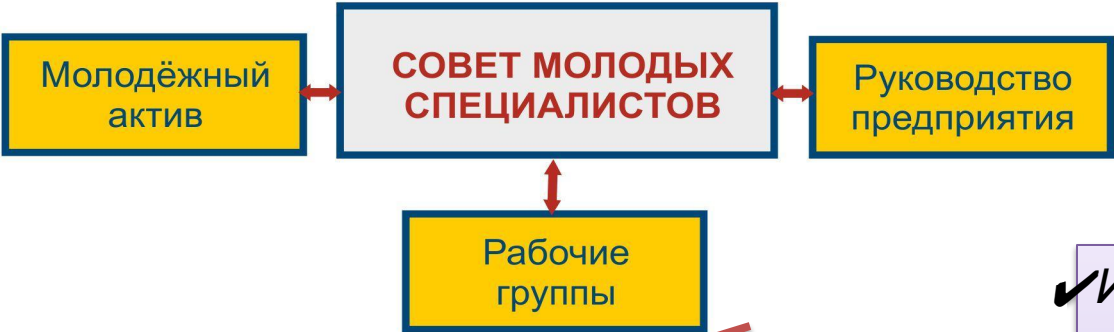 Молодёжный
актив
СОВЕТ МОЛОДЫХ
СПЕЦИАЛИСТОВ
Руководство
предприятия
Рабочие
группы